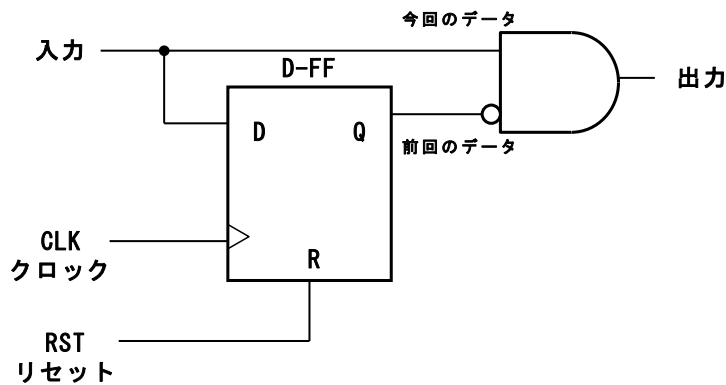 今回のデータ
入力
D-FF
出力
D
Q
前回のデータ
CLK
クロック
R
RST
リセット